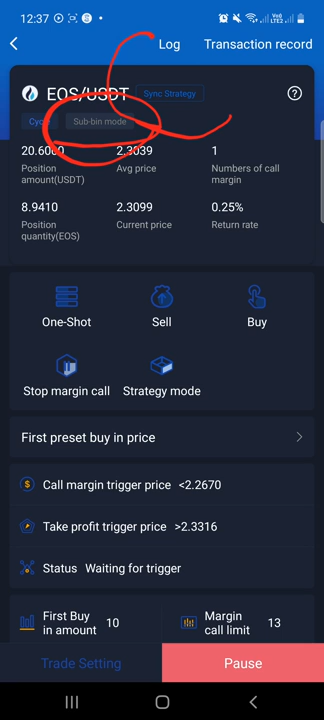 12:37
Log Transaction record
EOS/USDT Sync Strategy
Sub-bin mode
2.3039 1
Position
amount(USDT)
Avg price
Numbers of call
margin
8.9410 2.3099 0.25%
Position
quantity(EOS)
Current price
Return rate
One-Shot Sell Buy
Stop margin call Strategy mode
First preset buy in price
Call margin trigger price <2.2670
Take profit trigger price >2.3316
Status Waiting for trigger
First Buy
in amount 10
Margin
call limit 13
Trade Setting Pause